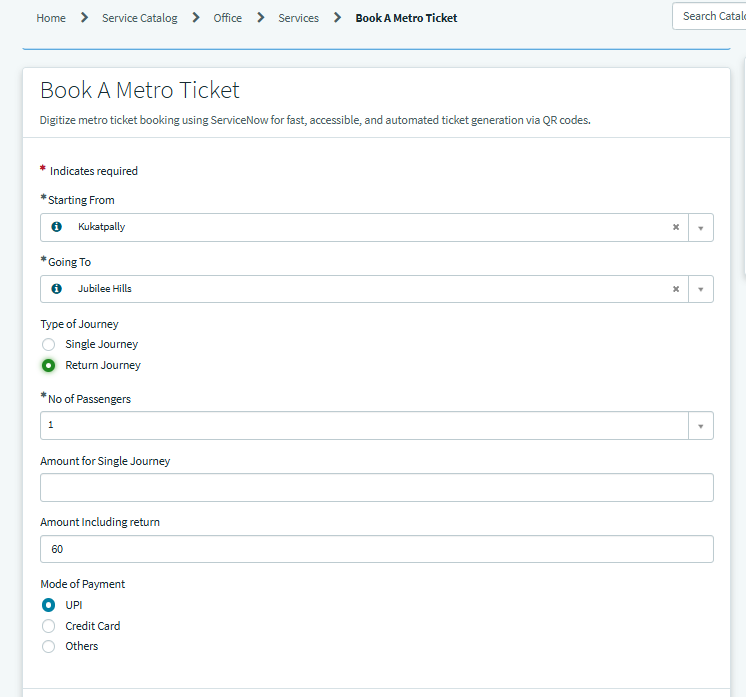 Home > Service Catalog > Office > Services > Book A Metro Ticket
Search Catalo
Book A Metro Ticket
Digitize metro ticket booking using ServiceNow for fast, accessible, and automated ticket generation via QR codes.
* Indicates required
*Starting From
Kukatpally
*Going To
Jubilee Hills
Type of Journey
Single Journey
Return Journey
*No of Passengers
1
Amount for Single Journey
Amount Including return
60
Mode of Payment
UPI
Credit Card
Others